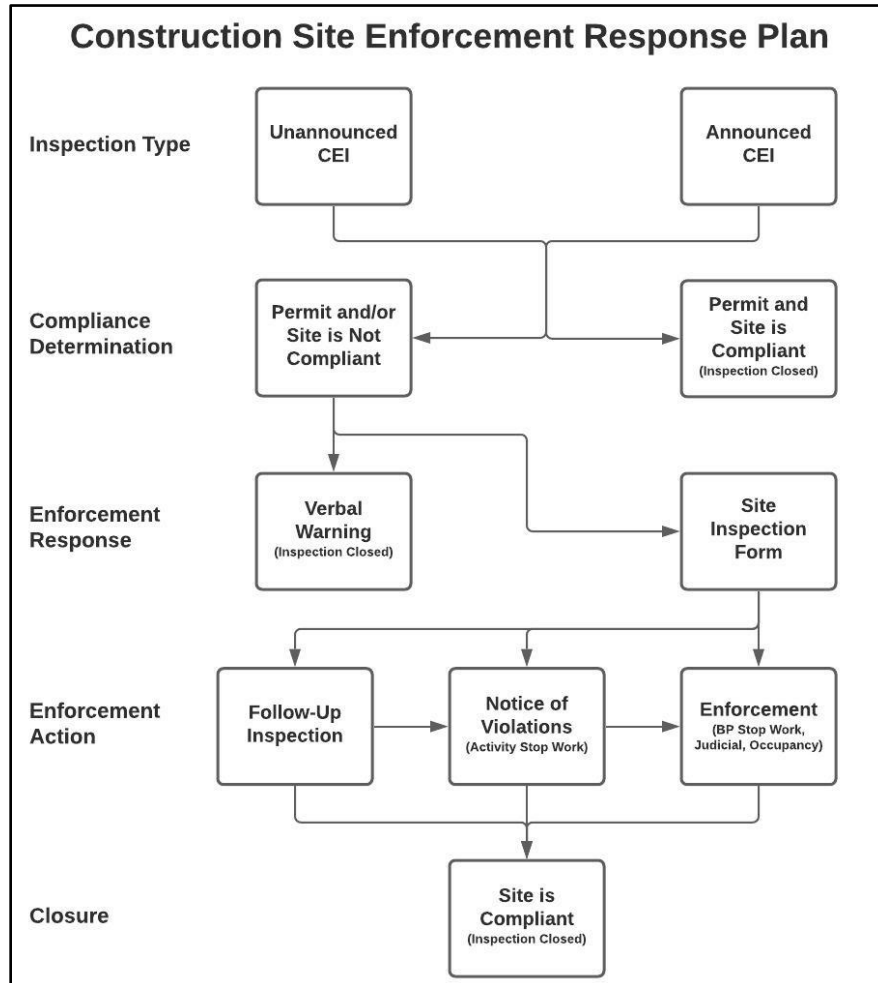 Construction Site Enforcement Response Plan
Inspection Type
Unannounced
CEI
Announced
CEI
Compliance
Determination
Permit and/or
Site is Not
Compliant
Permit and
Site is
Compliant
(Inspection Closed)
Enforcement
Response
Verbal
Warning
(Inspection Closed)
Site
Inspection
Form
Enforcement
Action
Follow-Up
Inspection
Notice of
Violations
(Activity Stop Work)
Enforcement
(BP Stop Work,
Judicial, Occupancy)
Closure
Site is
Compliant
(Inspection Closed)